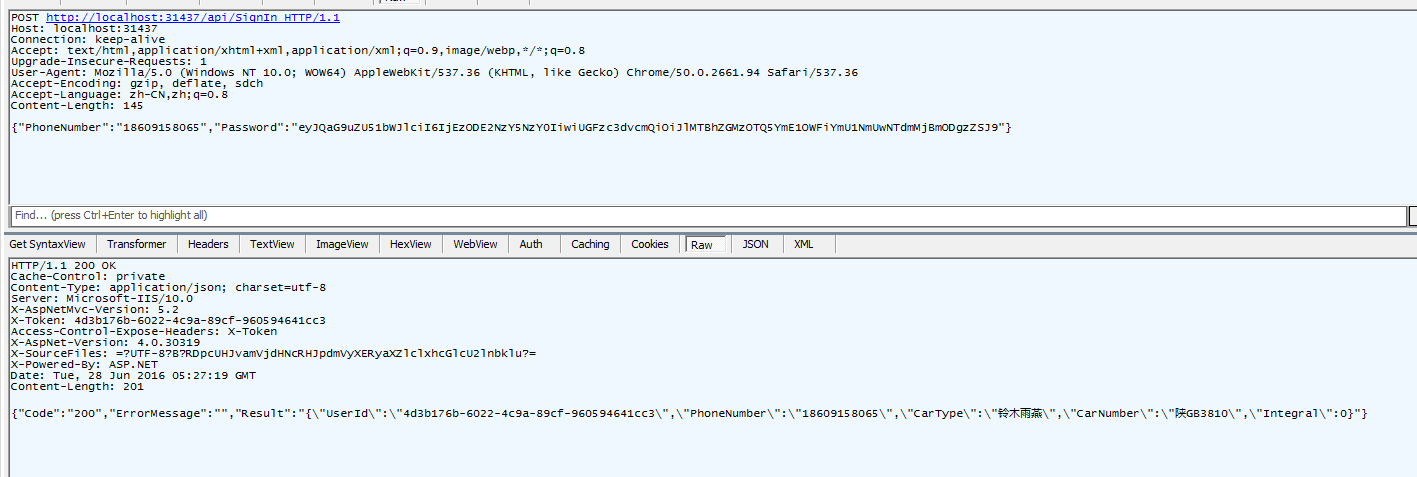 Raw
POST http://localhost:31437/api/SignIn HTTP/1.1
Host: localhost:31437
Connection: keep-alive
Accept: text/html,application/xhtml+xml,application/xml;q=0.9,image/webp,*/*;q=0.8
Upgrade-Insecure-Requests: 1
User-Agent: Mozilla/5.0 (Windows NT 10.0; WOW64) AppleWebKit/537.36 (KHTML, like Gecko) Chrome/50.0.2661.94 Safari/537.36
Accept-Encoding: gzip, deflate, sdch
Accept-Language: zh-CN,zh;q=0.8
Content-Length: 145
{"PhoneNumber":"18609158065","Password":"eyJQaG9uZU51bWJlciI6IjEzODE2NzY5NzY0IiwiUGFzc3dvcmQiOiJlMTBhZGMzOTQ5YmE1OWFiYmU1NmUwNTdmMjBmODgzZSJ9"}
Find... (press Ctrl+Enter to highlight all)
Get SyntaxView Transformer Headers TextView ImageView HexView WebView Auth Caching Cookies Raw JSON XML
HTTP/1.1 200 OK
Cache-Control: private
Content-Type: application/json; charset=utf-8
Server: Microsoft-IIS/10.0
X-AspNetMvc-Version: 5.2
X-Token: 4d3b176b-6022-4c9a-89cf-960594641cc3
Access-Control-Expose-Headers: X-Token
X-AspNet-Version: 4.0.30319
X-SourceFiles: =?UTF-8?B?RDpcUHJvamVjdHNcRHJpdmVyXERyaXZlclxhcGlcU2lnbklu?=
X-Powered-By: ASP.NET
Date: Tue, 28 Jun 2016 05:27:19 GMT
Content-Length: 201
{"Code":"200","ErrorMessage":"","Result":"{\"UserId\":\"4d3b176b-6022-4c9a-89cf-960594641cc3\",\"PhoneNumber\":\"18609158065\",\"CarType\":\"铃木雨燕\",\"CarNumber\":\"陕GB3810\",\"Integral\":0}"}